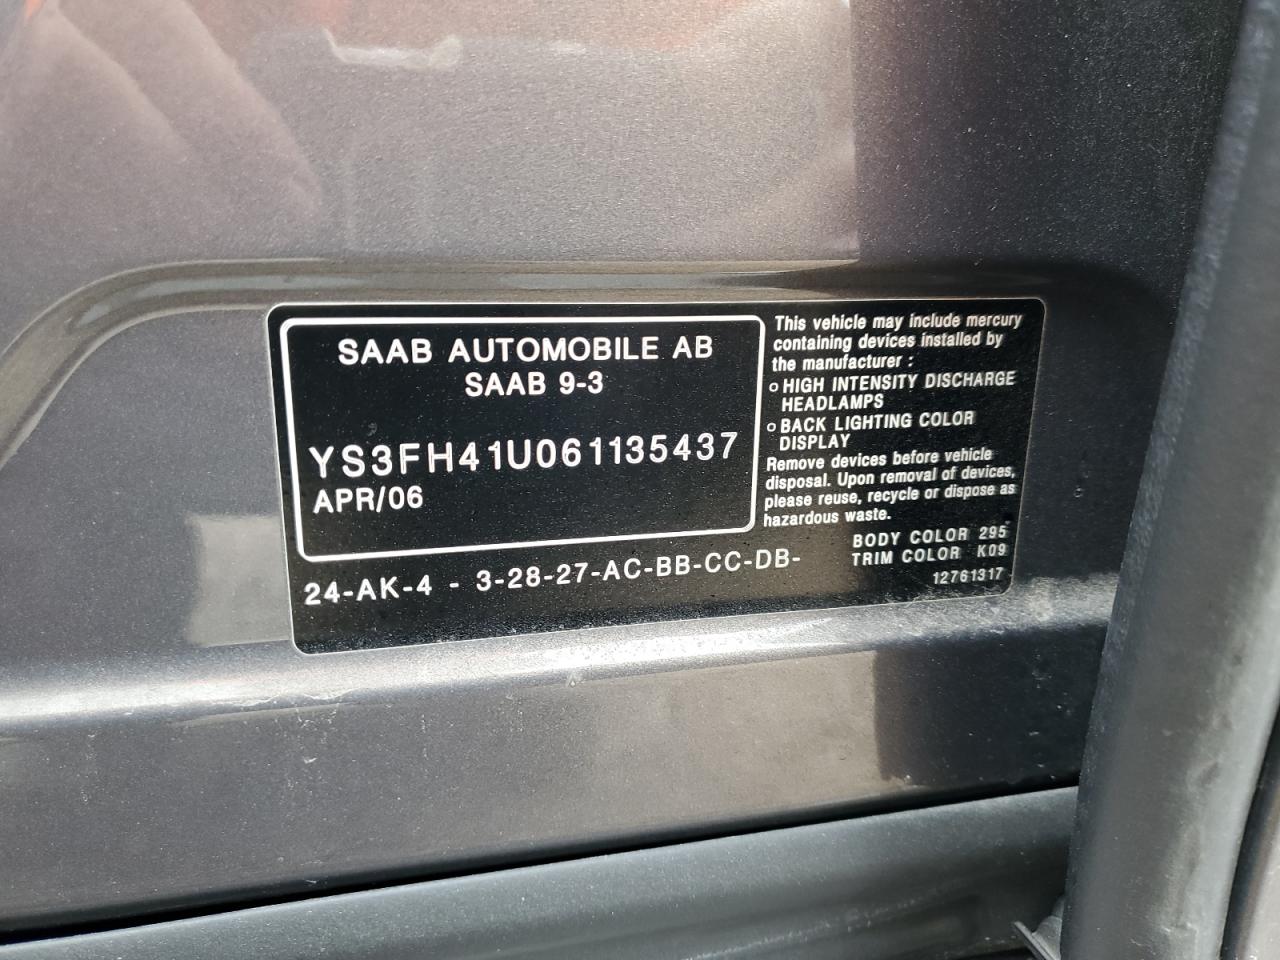 SAAB AUTOMOBILE AB
SAAB 9-3
YS3FH41U061135437
APR/06
24-AK-4 - 3-28-27-AC-BB-CC-DB-
This vehicle may include mercury
containing devices installed by
the manufacturer :
o HIGH INTENSITY DISCHARGE
HEADLAMPS
o BACK LIGHTING COLOR
DISPLAY
Remove devices before vehicle
disposal. Upon removal of devices,
please reuse, recycle or dispose as
hazardous waste.
BODY COLOR 295
TRIM COLOR K09
12761317